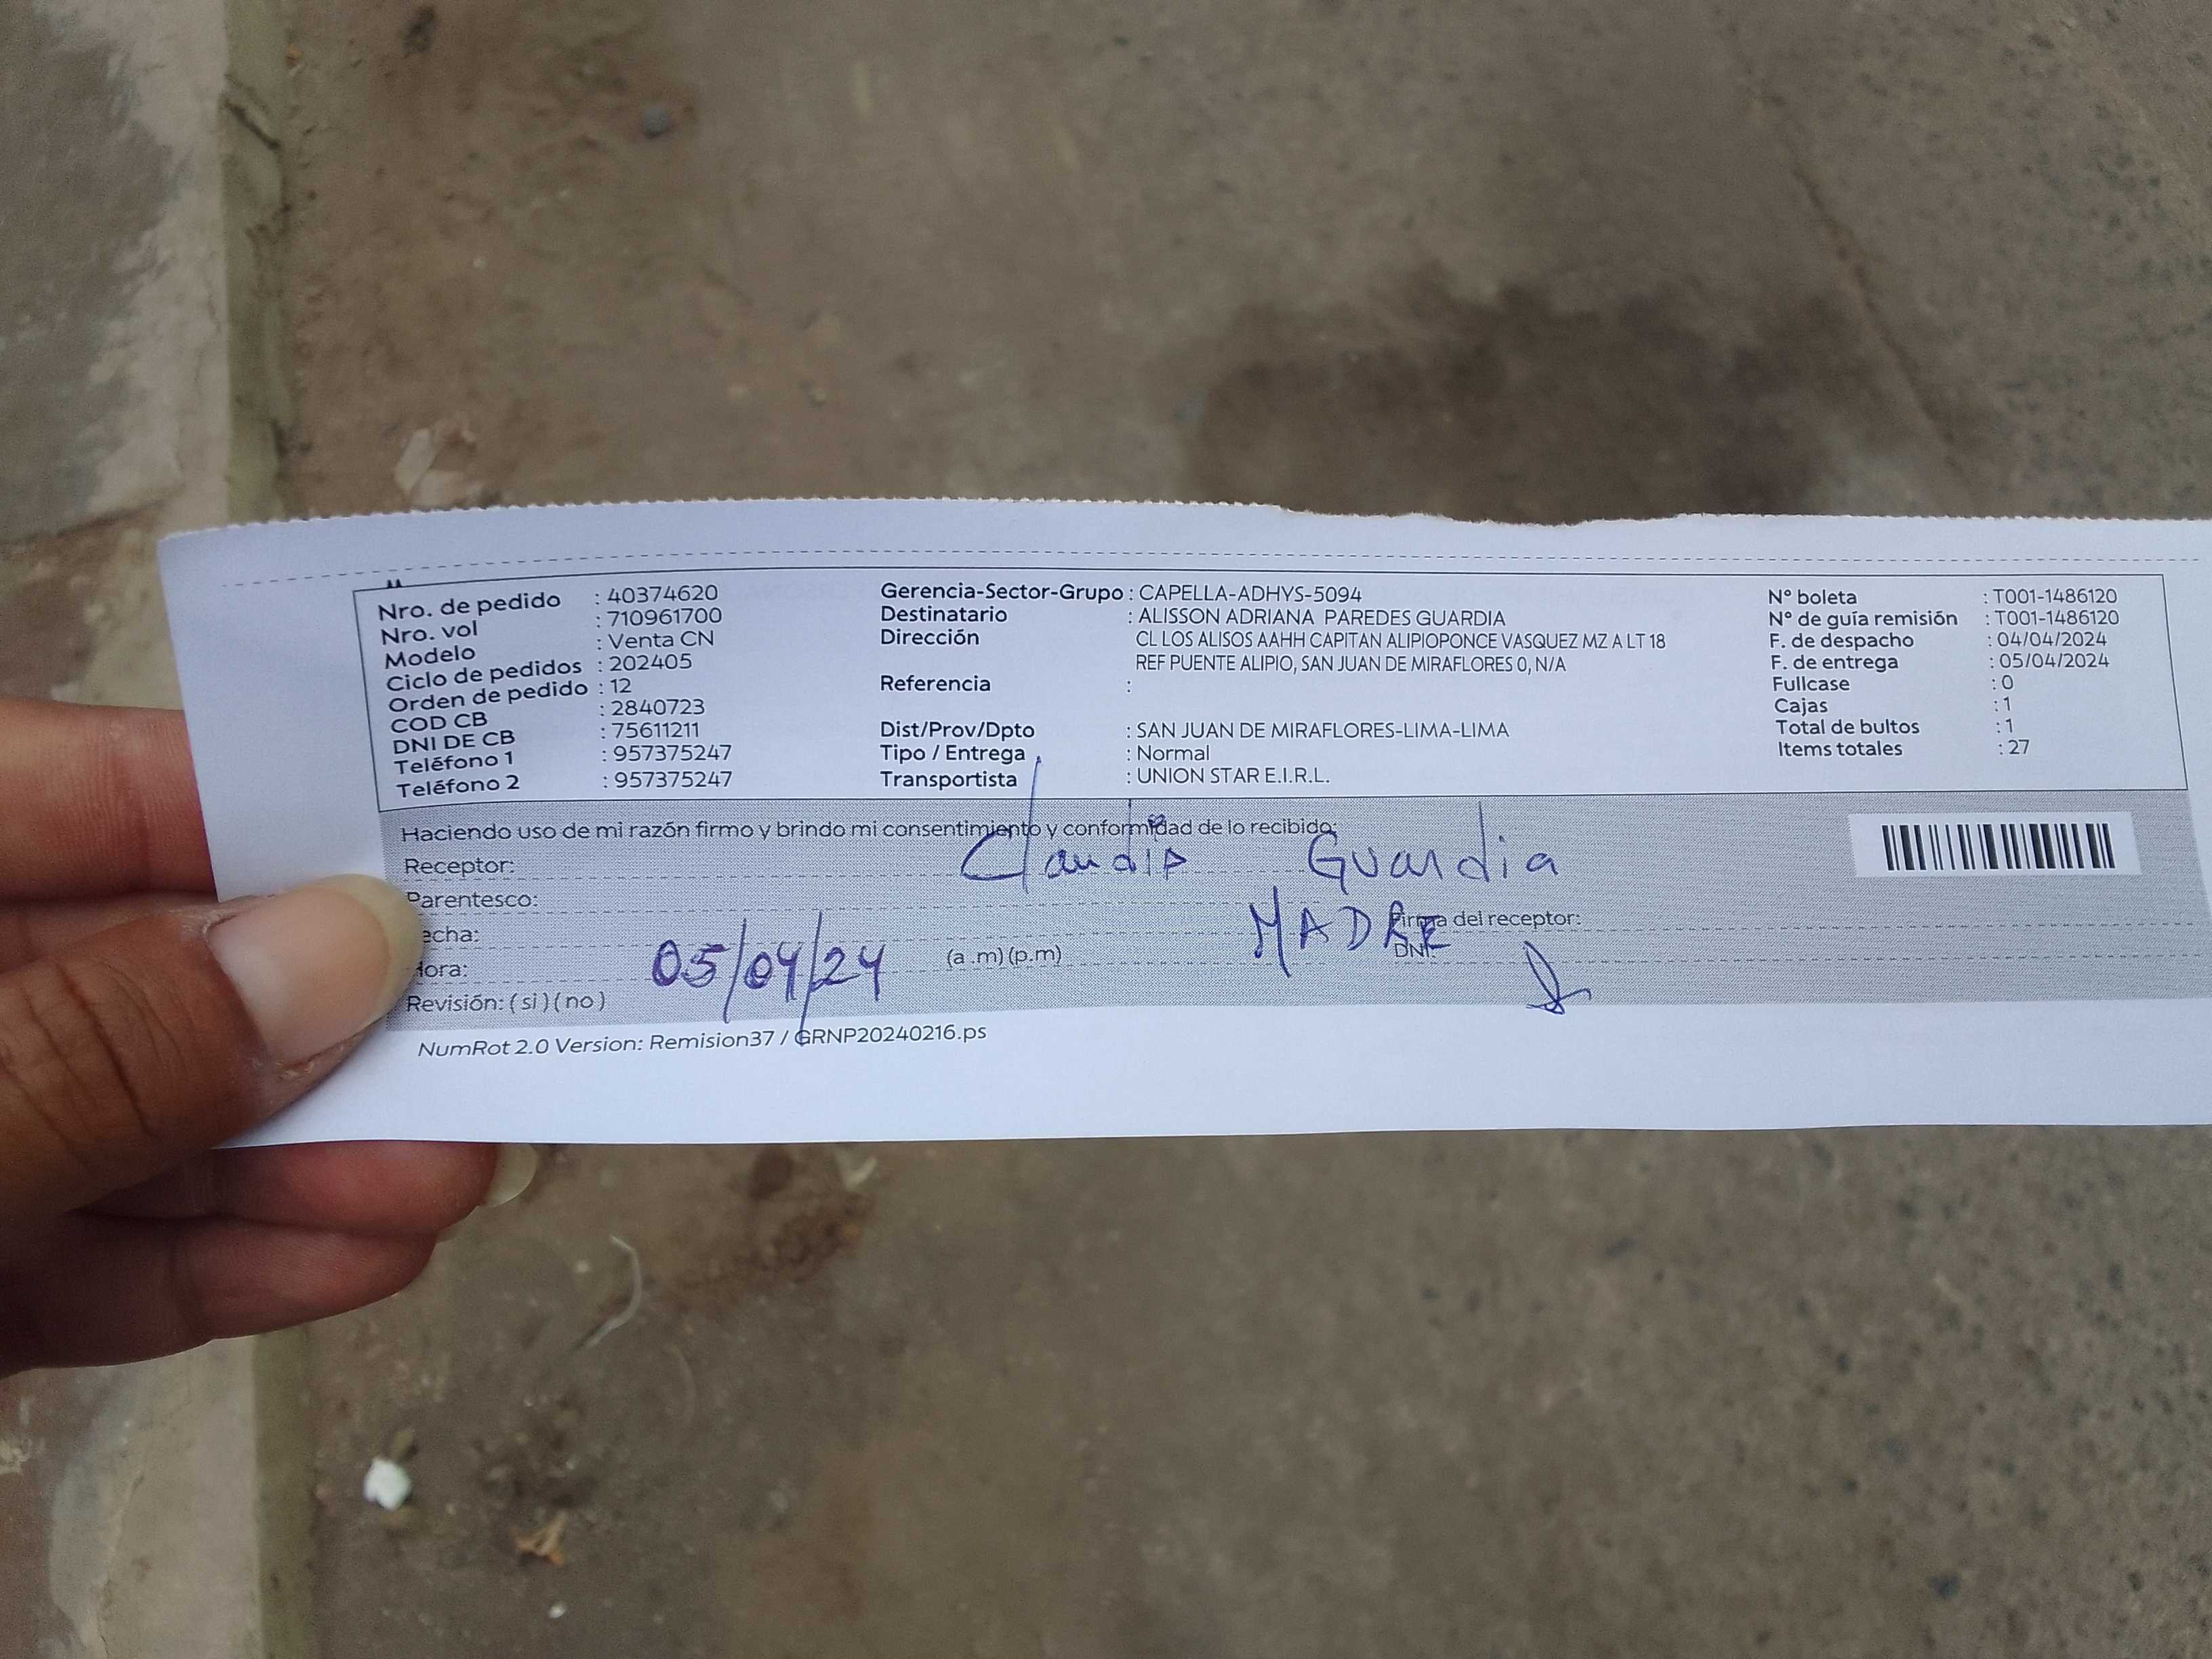 Nro. de pedido : 40374620
Nro. vol : 710961700
Modelo : Venta CN
Ciclo de pedidos : 202405
Orden de pedido : 12
COD CB : 2840723
DNI DE CB : 75611211
Teléfono 1 : 957375247
Teléfono 2 : 957375247
Gerencia-Sector-Grupo : CAPELLA-ADHYS-5094
Destinatario : ALISSON ADRIANA PAREDES GUARDIA
Dirección CL LOS ALISOS AAHH CAPITAN ALIPIOPONCE VASQUEZ MZ A LT 18
REF PUENTE ALIPIO, SAN JUAN DE MIRAFLORES 0, N/A
Referencia :
Dist/Prov/Dpto : SAN JUAN DE MIRAFLORES-LIMA-LIMA
Tipo / Entrega : Normal
Transportista : UNION STAR E.I.R.L.
N° boleta : T001-1486120
N° de guía remisión : T001-1486120
F. de despacho : 04/04/2024
F. de entrega : 05/04/2024
Fullcase : 0
Cajas : 1
Total de bultos : 1
Items totales : 27
Haciendo uso de mi razón firmo y brindo mi consentimiento y conformidad de lo recibido:
Receptor: Claudia Guardia
Parentesco: MADRE
echa: 05/04/24 Firma del receptor:
Hora: (a .m) (p.m) DNI:
Revisión: ( si ) ( no )
NumRot 2.0 Version: Remision37 / GRNP20240216.ps